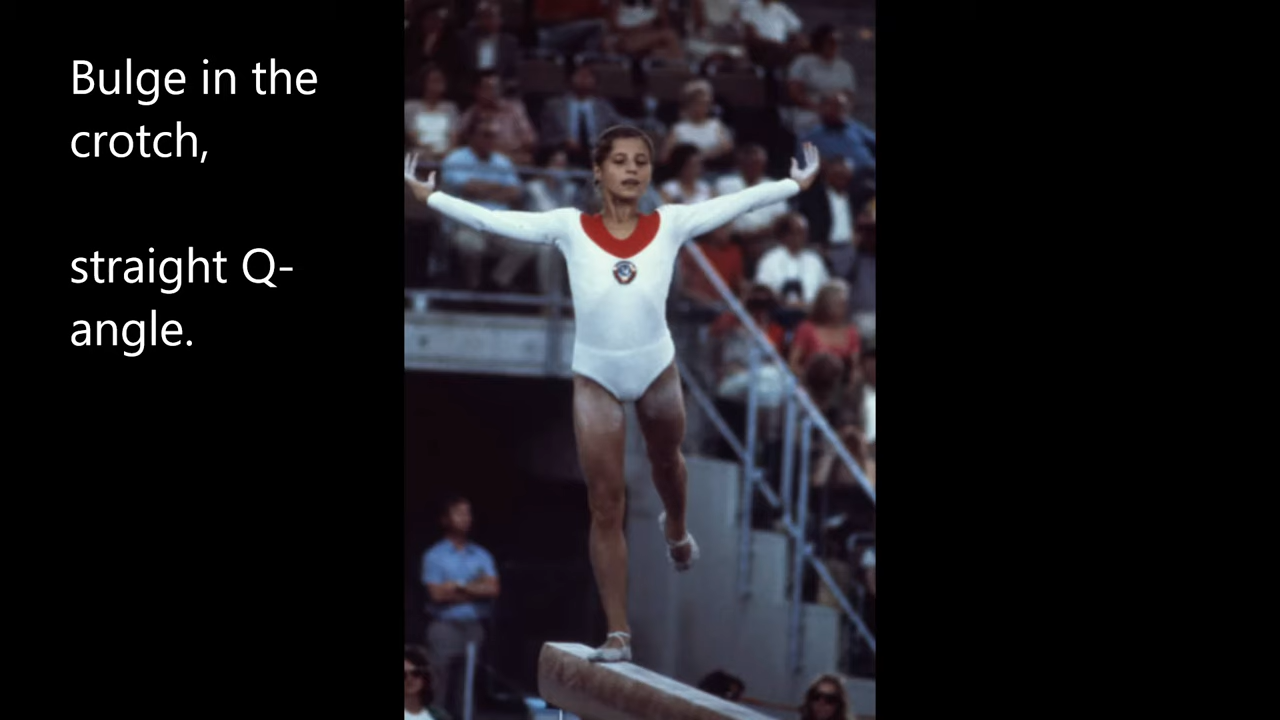 Bulge in the
crotch,
straight Q-
angle.